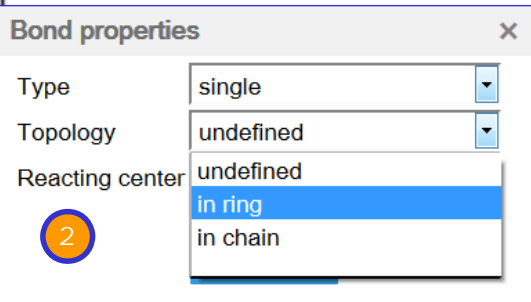 Bond properties ×
Type single
Topology undefined
Reacting center undefined
in ring
in chain
2